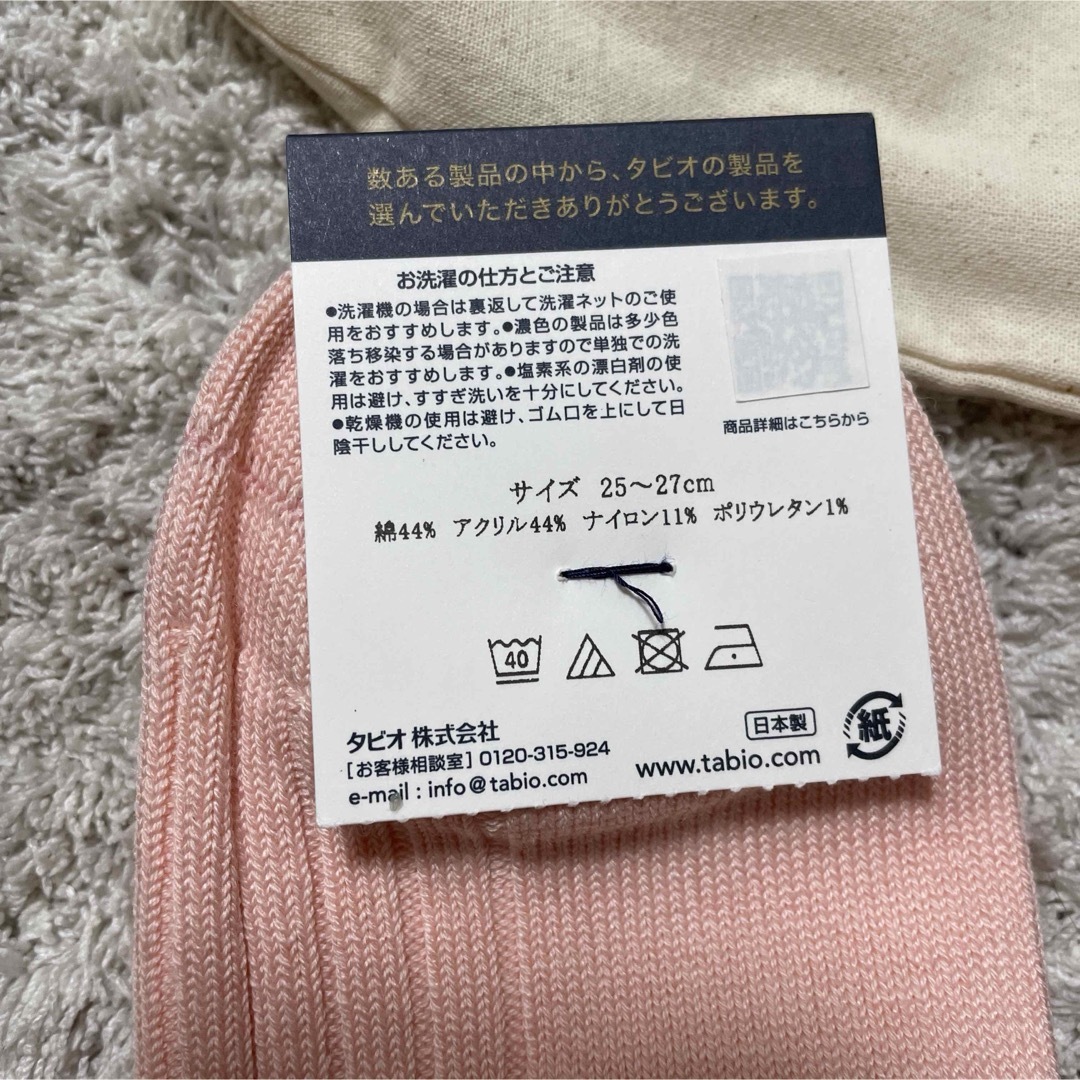 数ある製品の中から、タビオの製品を
選んでいただきありがとうございます。
お洗濯の仕方とご注意
●洗濯機の場合は裏返して洗濯ネットのご使
用をおすすめします。●濃色の製品は多少色
落ち移染する場合がありますので単独での洗
濯をおすすめします。●塩素系の漂白剤の使
用は避け、すすぎ洗いを十分にしてください。
●乾燥機の使用は避け、ゴム口を上にして日
陰干ししてください。
商品詳細はこちらから
サイズ 25〜27cm
綿44% アクリル44% ナイロン11% ポリウレタン1%
40
タビオ 株式会社
[お客様相談室] 0120-315-924
e-mail : info@tabio.com
日本製
www.tabio.com
紙